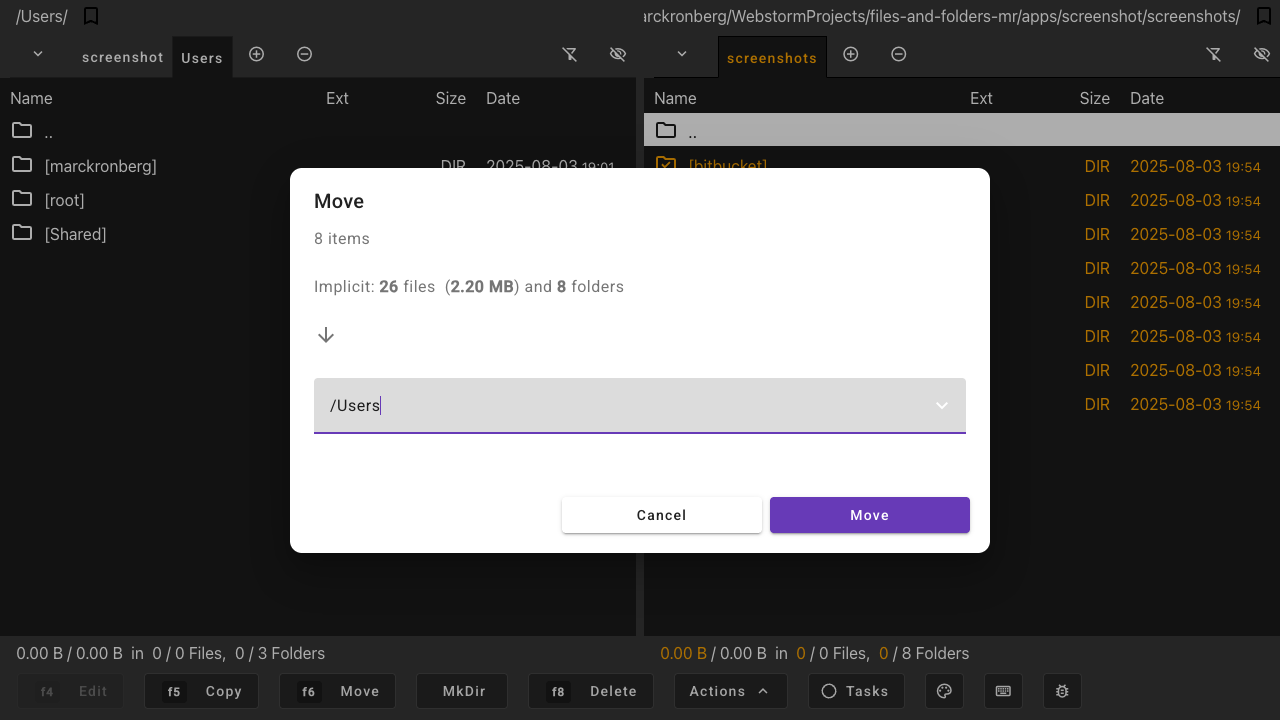 /Users/
arckronberg/WebstormProjects/files-and-folders-mr/apps/screenshot/screenshots/
screenshot Users
screenshots
Name Ext Size Date
Name Ext Size Date
..
..
[marckronberg] DIR 2025-08-03 19:01
[bitbucket] DIR 2025-08-03 19:54
[root]
DIR 2025-08-03 19:54
[Shared]
DIR 2025-08-03 19:54
DIR 2025-08-03 19:54
DIR 2025-08-03 19:54
DIR 2025-08-03 19:54
DIR 2025-08-03 19:54
DIR 2025-08-03 19:54
Move
8 items
Implicit: 26 files (2.20 MB) and 8 folders
/Users
Cancel Move
0.00 B / 0.00 B in 0 / 0 Files, 0 / 3 Folders
0.00 B / 0.00 B in 0 / 0 Files, 0 / 8 Folders
f4 Edit f5 Copy f6 Move MkDir f8 Delete Actions Tasks